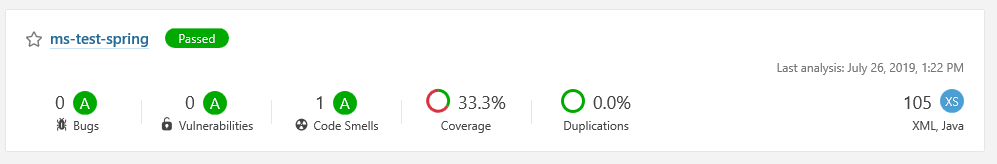 ms-test-spring Passed
Last analysis: July 26, 2019, 1:22 PM
0 A 0 A 1 A 33.3% 0.0% 105 XS
Bugs Vulnerabilities Code Smells Coverage Duplications XML, Java